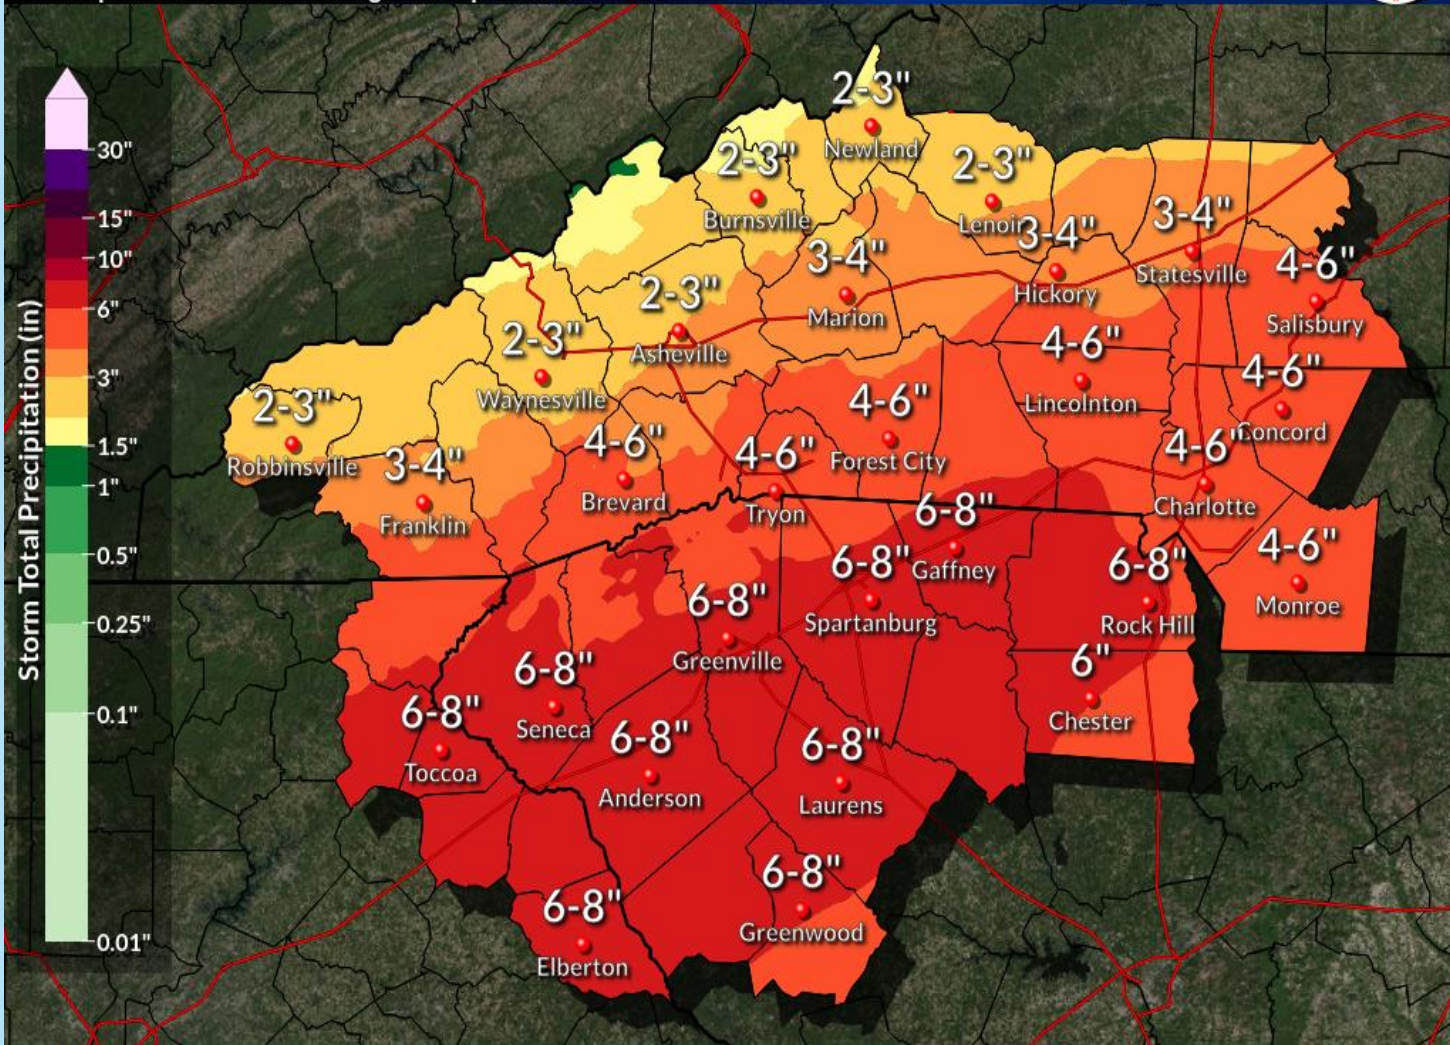 30"
15"
10"
6"
3"
1.5"
1"
0.5"
0.25"
0.1"
0.01"
Storm Total Precipitation (in)
2-3"
Newland
2-3"
Burnsville
2-3"
Lenoir
3-4"
Hickory
3-4"
Statesville
4-6"
Salisbury
3-4"
Marion
2-3"
Asheville
2-3"
Waynesville
4-6"
Lincolnton
4-6"
Concord
2-3"
Robbinsville
3-4"
Franklin
4-6"
Brevard
4-6"
Tryon
4-6"
Forest City
4-6"
Charlotte
6-8"
Gaffney
6-8"
Spartanburg
6-8"
Rock Hill
4-6"
Monroe
6-8"
Greenville
6"
Chester
6-8"
Seneca
6-8"
Toccoa
6-8"
Anderson
6-8"
Laurens
6-8"
Greenwood
6-8"
Elberton